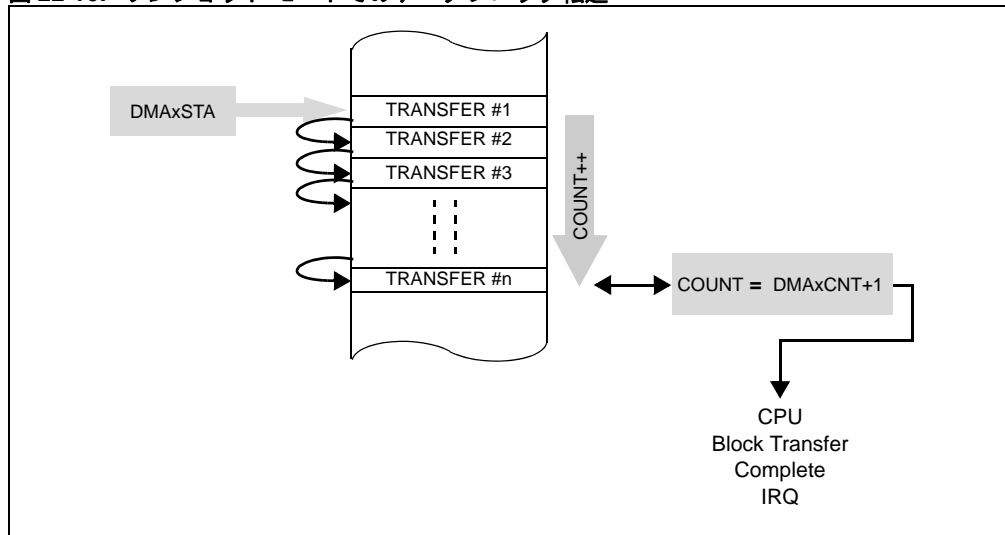 DMAxSTA
TRANSFER #1
TRANSFER #2
TRANSFER #3
TRANSFER #n
COUNT++
COUNT = DMAxCNT+1
CPU
Block Transfer
Complete
IRQ